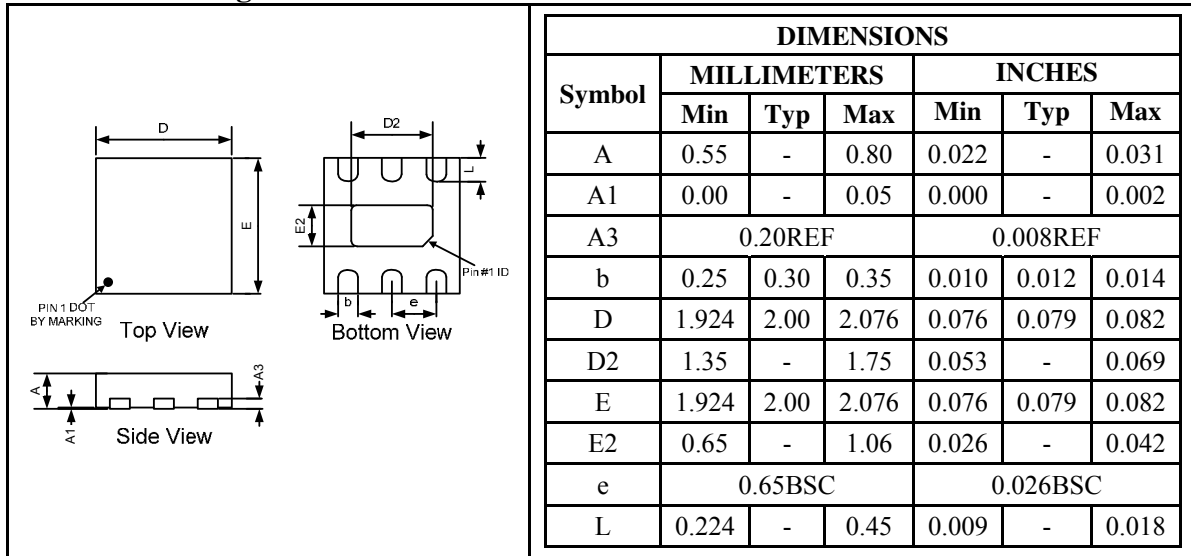 D
E
PIN 1 DOT
BY MARKING
Top View
D2
L
E2
Pin #1 ID
b
e
Bottom View
A
A1
A3
Side View
DIMENSIONS
Symbol MILLIMETERS INCHES
Min Typ Max Min Typ Max
A 0.55 - 0.80 0.022 - 0.031
A1 0.00 - 0.05 0.000 - 0.002
A3 0.20REF 0.008REF
b 0.25 0.30 0.35 0.010 0.012 0.014
D 1.924 2.00 2.076 0.076 0.079 0.082
D2 1.35 - 1.75 0.053 - 0.069
E 1.924 2.00 2.076 0.076 0.079 0.082
E2 0.65 - 1.06 0.026 - 0.042
e 0.65BSC 0.026BSC
L 0.224 - 0.45 0.009 - 0.018